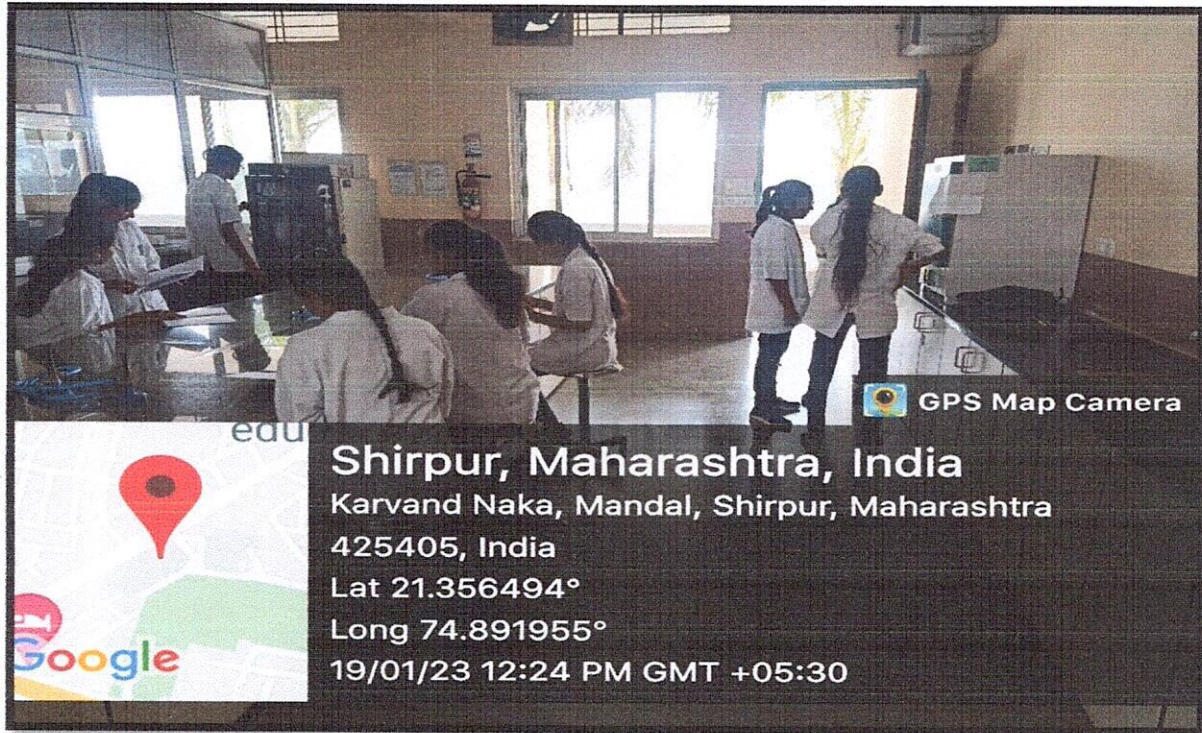 GPS Map Camera
edu
Shirpur, Maharashtra, India
Karvand Naka, Mandal, Shirpur, Maharashtra
425405, India
Lat 21.356494°
Long 74.891955°
19/01/23 12:24 PM GMT +05:30
Google